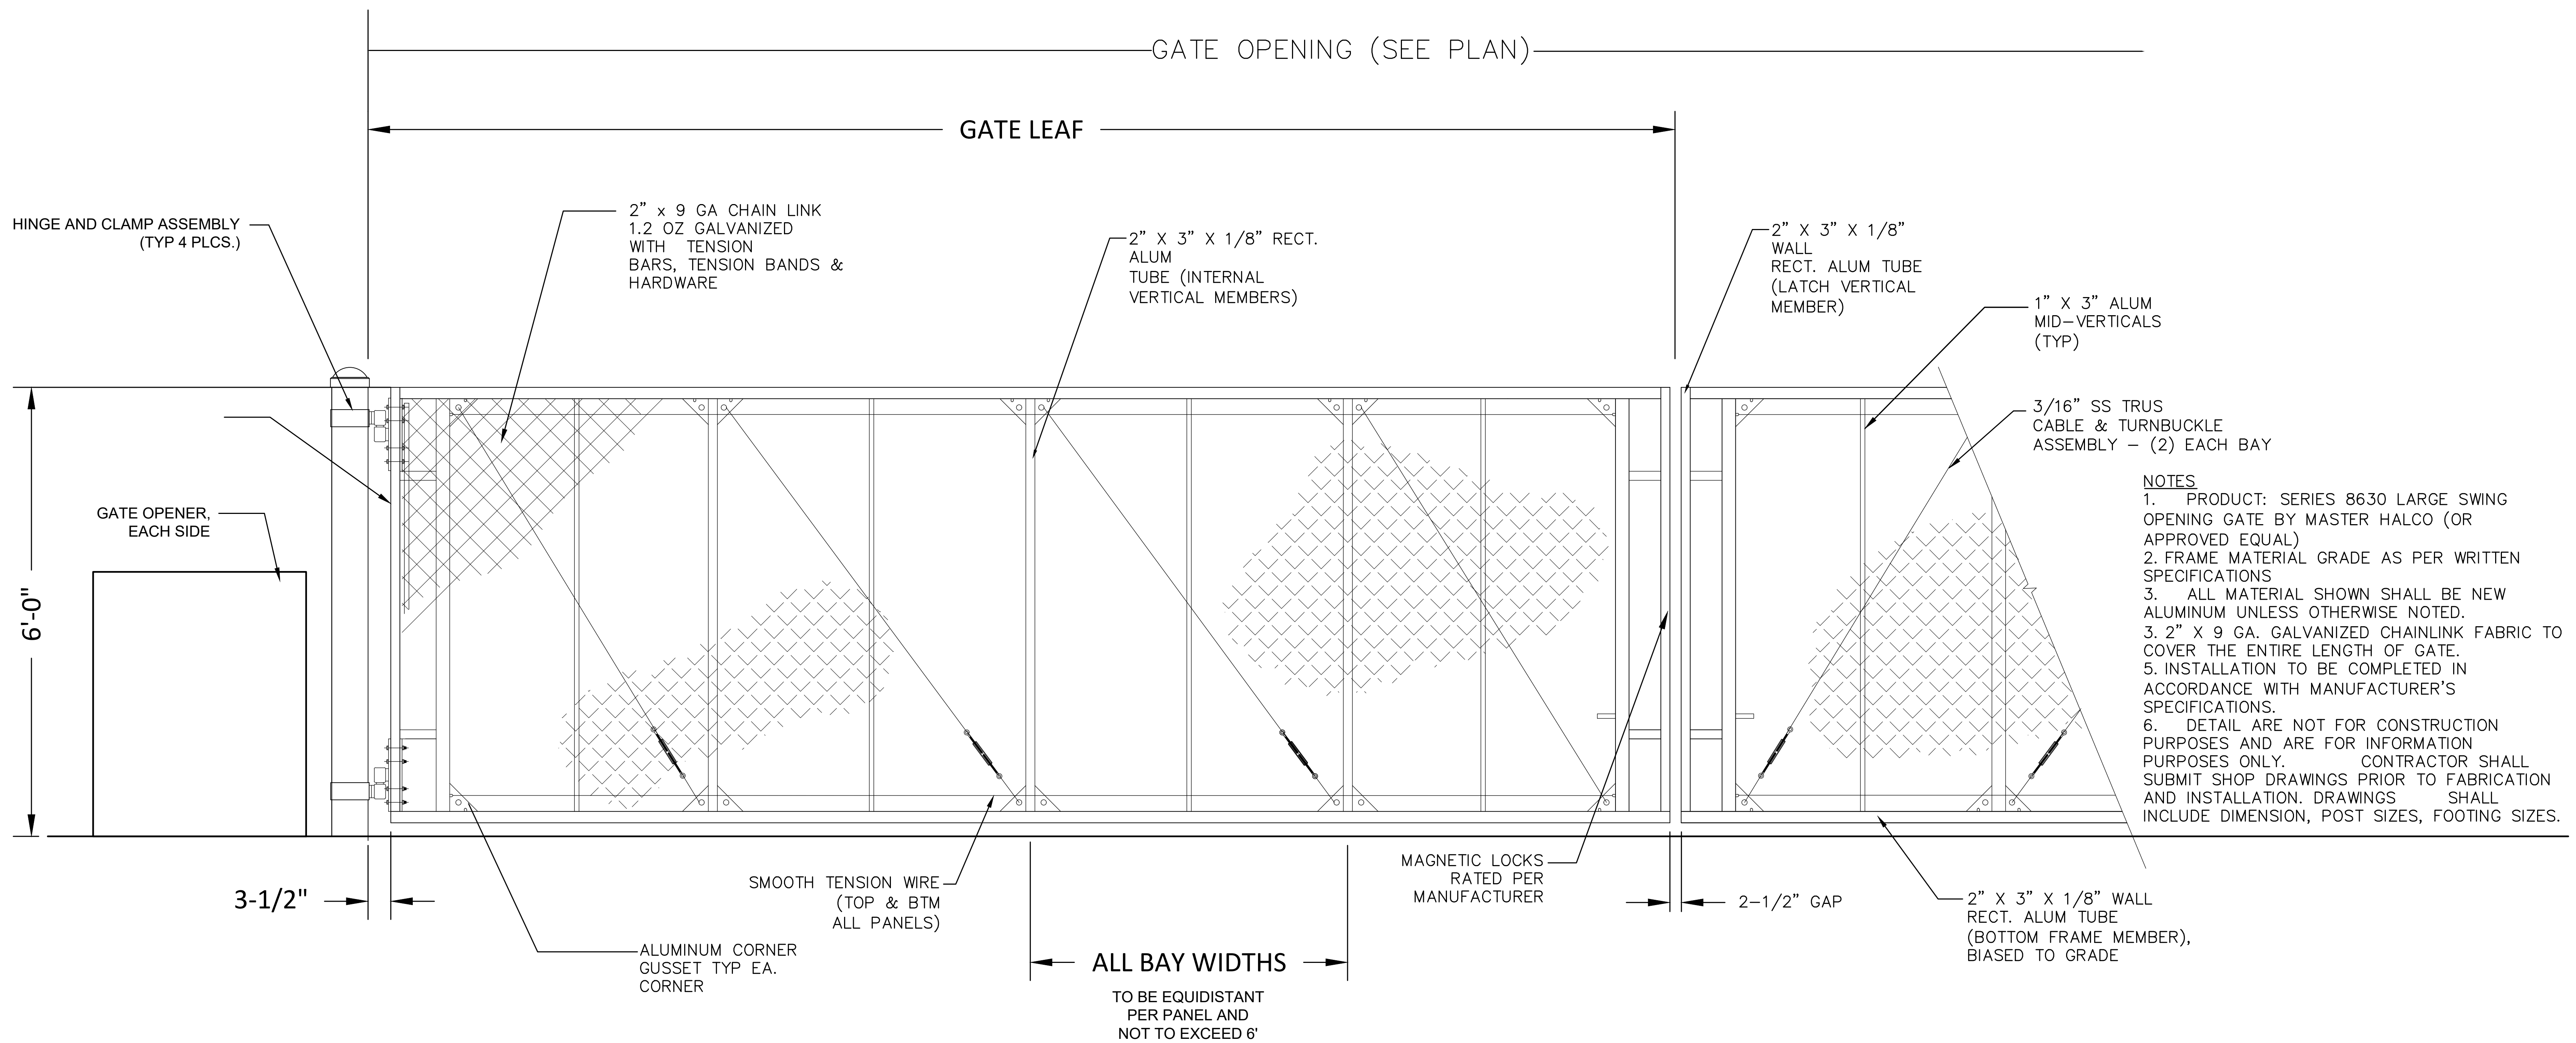 GATE OPENING (SEE PLAN)
GATE LEAF
HINGE AND CLAMP ASSEMBLY
(TYP 4 PLCS.)
2” x 9 GA CHAIN LINK
1.2 OZ GALVANIZED
WITH TENSION
BARS, TENSION BANDS &
HARDWARE
2” X 3” X 1/8” RECT.
ALUM
TUBE (INTERNAL
VERTICAL MEMBERS)
2” X 3” X 1/8”
WALL
RECT. ALUM TUBE
(LATCH VERTICAL
MEMBER)
1” X 3” ALUM
MID–VERTICALS
(TYP)
3/16” SS TRUS
CABLE & TURNBUCKLE
ASSEMBLY – (2) EACH BAY
GATE OPENER,
EACH SIDE
6'-0"
NOTES
1. PRODUCT: SERIES 8630 LARGE SWING
OPENING GATE BY MASTER HALCO (OR
APPROVED EQUAL)
2. FRAME MATERIAL GRADE AS PER WRITTEN
SPECIFICATIONS
3. ALL MATERIAL SHOWN SHALL BE NEW
ALUMINUM UNLESS OTHERWISE NOTED.
3. 2” X 9 GA. GALVANIZED CHAINLINK FABRIC TO
COVER THE ENTIRE LENGTH OF GATE.
5. INSTALLATION TO BE COMPLETED IN
ACCORDANCE WITH MANUFACTURER’S
SPECIFICATIONS.
6. DETAIL ARE NOT FOR CONSTRUCTION
PURPOSES AND ARE FOR INFORMATION
PURPOSES ONLY. CONTRACTOR SHALL
SUBMIT SHOP DRAWINGS PRIOR TO FABRICATION
AND INSTALLATION. DRAWINGS SHALL
INCLUDE DIMENSION, POST SIZES, FOOTING SIZES.
3-1/2"
SMOOTH TENSION WIRE
(TOP & BTM
ALL PANELS)
ALUMINUM CORNER
GUSSET TYP EA.
CORNER
ALL BAY WIDTHS
TO BE EQUIDISTANT
PER PANEL AND
NOT TO EXCEED 6'
MAGNETIC LOCKS
RATED PER
MANUFACTURER
2–1/2” GAP
2” X 3” X 1/8” WALL
RECT. ALUM TUBE
(BOTTOM FRAME MEMBER),
BIASED TO GRADE